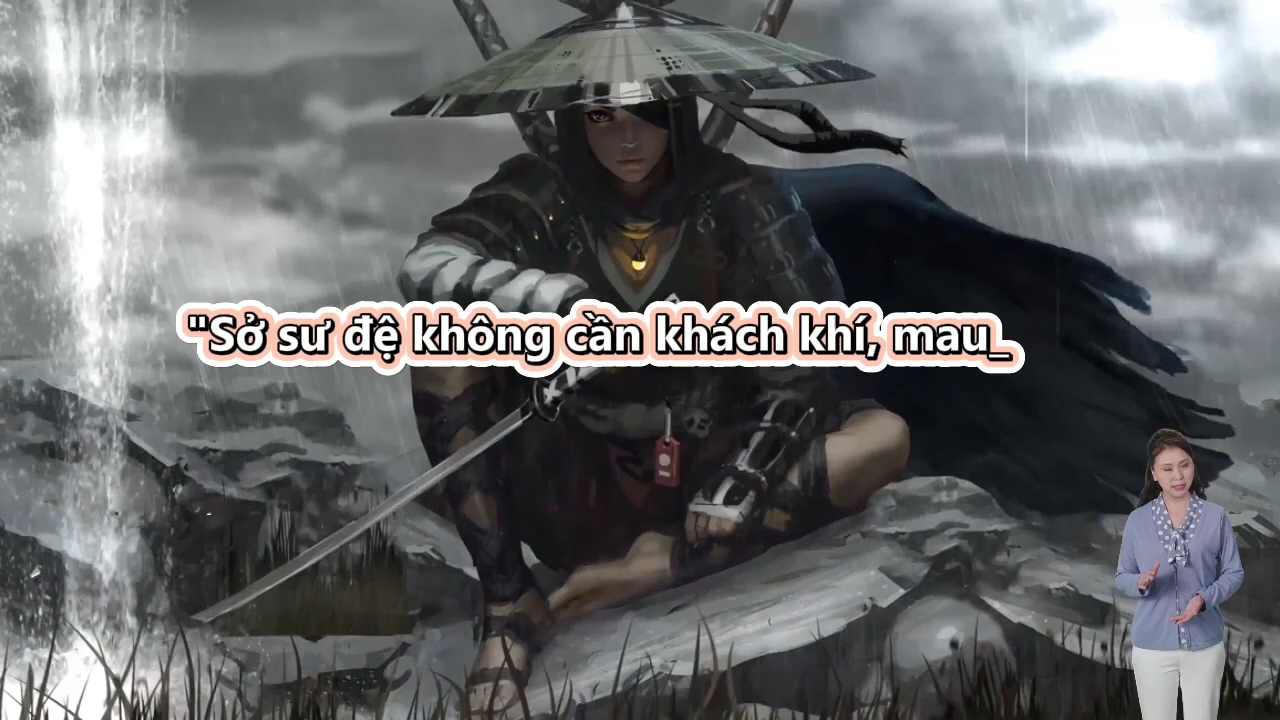 "Sở sư đệ không cần khách khí, mau_